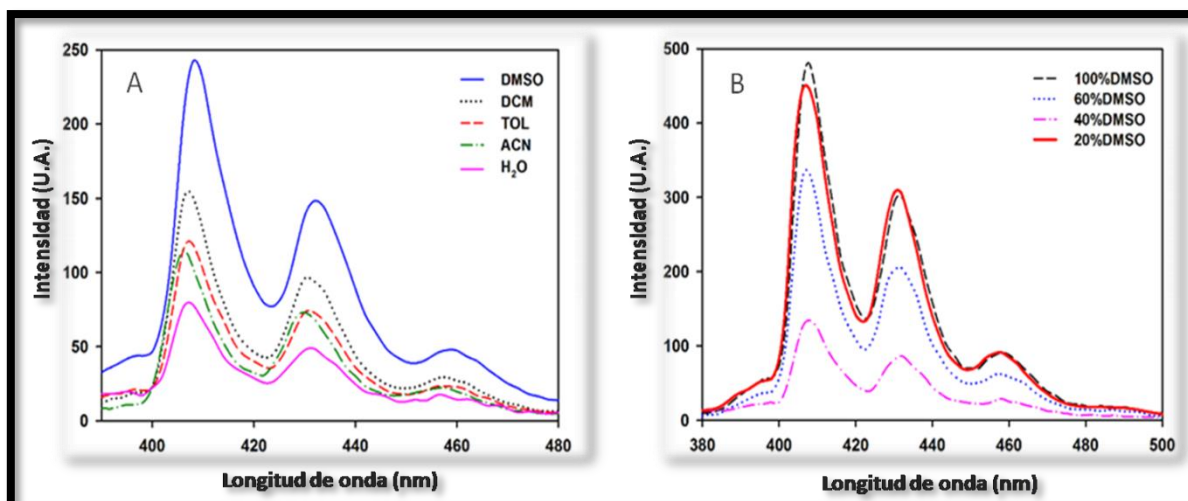 A
250
200
150
100
50
0
Intensidad (U.A.)
400
420
440
460
480
Longitud de onda (nm)
DMSO
DCM
TOL
ACN
H₂O
B
500
400
300
200
100
0
Intensidad (U.A.)
380
400
420
440
460
480
500
Longitud de onda (nm)
100%DMSO
60%DMSO
40%DMSO
20%DMSO